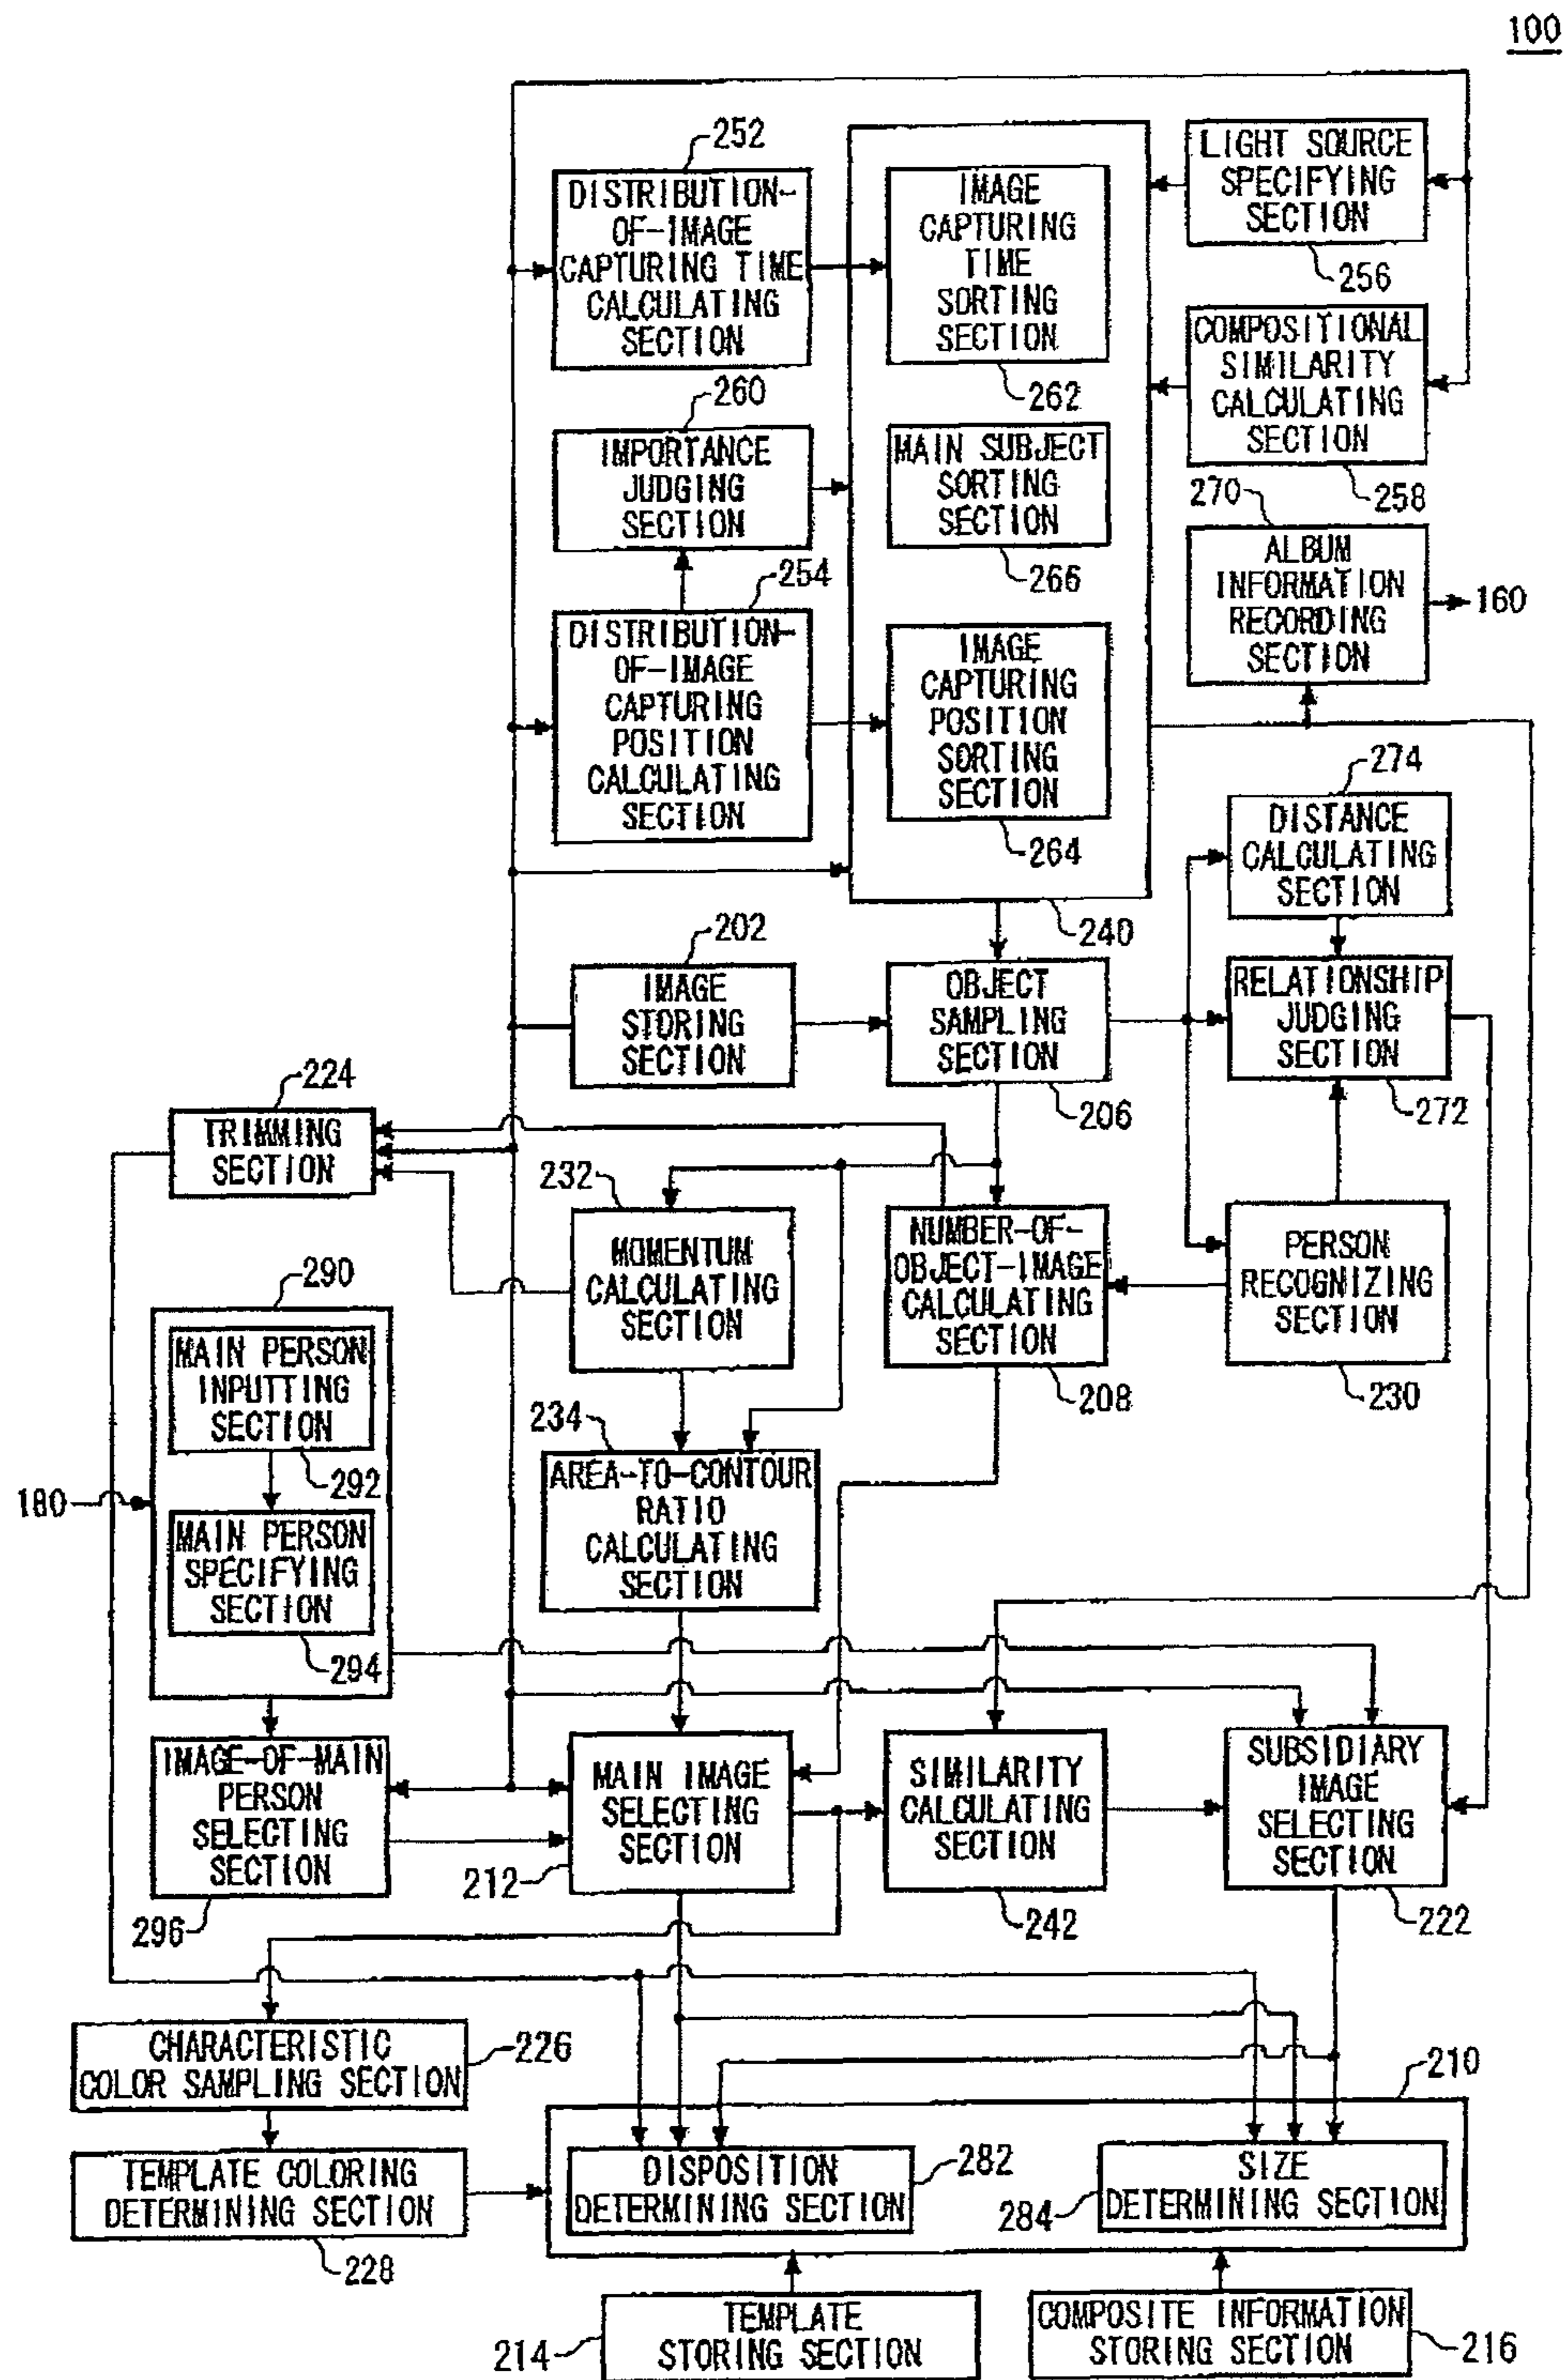 100
252
DISTRIBUTION-
OF-IMAGE
CAPTURING TIME
CALCULATING
SECTION
IMAGE
CAPTURING
TIME
SORTING
SECTION
262
LIGHT SOURCE
SPECIFYING
SECTION
256
COMPOSITIONAL
SIMILARITY
CALCULATING
SECTION
258
260
IMPORTANCE
JUDGING
SECTION
MAIN SUBJECT
SORTING
SECTION
266
270
ALBUM
INFORMATION
RECORDING
SECTION
160
254
DISTRIBUTION-
OF-IMAGE
CAPTURING
POSITION
CALCULATING
SECTION
IMAGE
CAPTURING
POSITION
SORTING
SECTION
264
240
274
DISTANCE
CALCULATING
SECTION
202
IMAGE
STORING
SECTION
OBJECT
SAMPLING
SECTION
206
RELATIONSHIP
JUDGING
SECTION
272
224
TRIMMING
SECTION
232
MOMENTUM
CALCULATING
SECTION
NUMBER-OF-
OBJECT-IMAGE
CALCULATING
SECTION
208
PERSON
RECOGNIZING
SECTION
230
290
MAIN PERSON
INPUTTING
SECTION
292
180
MAIN PERSON
SPECIFYING
SECTION
294
234
AREA-TO-CONTOUR
RATIO
CALCULATING
SECTION
IMAGE-OF-MAIN
PERSON
SELECTING
SECTION
296
MAIN IMAGE
SELECTING
SECTION
212
SIMILARITY
CALCULATING
SECTION
242
SUBSIDIARY
IMAGE
SELECTING
SECTION
222
CHARACTERISTIC
COLOR SAMPLING SECTION
226
210
TEMPLATE COLORING
DETERMINING SECTION
228
DISPOSITION
DETERMINING SECTION
282
SIZE
DETERMINING SECTION
284
TEMPLATE
STORING SECTION
214
COMPOSITE INFORMATION
STORING SECTION
216